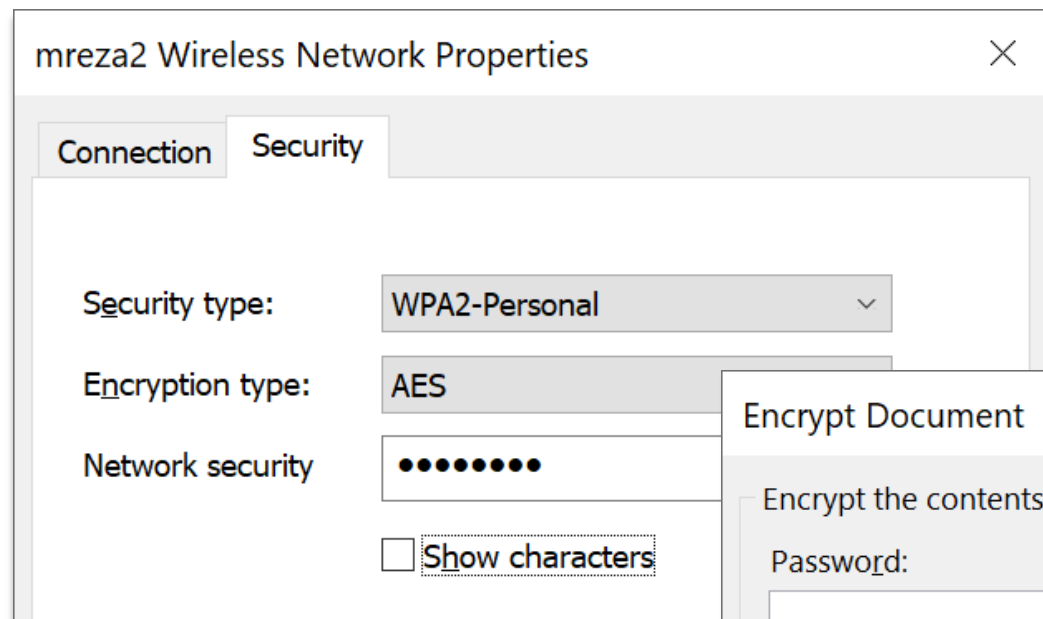 mreza2 Wireless Network Properties
Connection
Security
Security type:
WPA2-Personal
Encryption type:
AES
Network security
••••••••
Show characters
Encrypt Document
Encrypt the contents
Password: